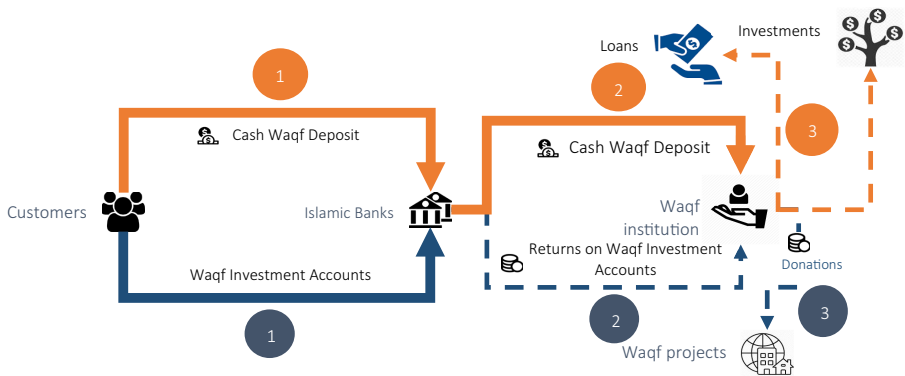 Investments
Loans
1
2
3
Cash Waqf Deposit
Cash Waqf Deposit
Customers
Islamic Banks
Waqf
institution
Returns on Waqf Investment
Accounts
Donations
Waqf Investment Accounts
1
2
3
Waqf projects